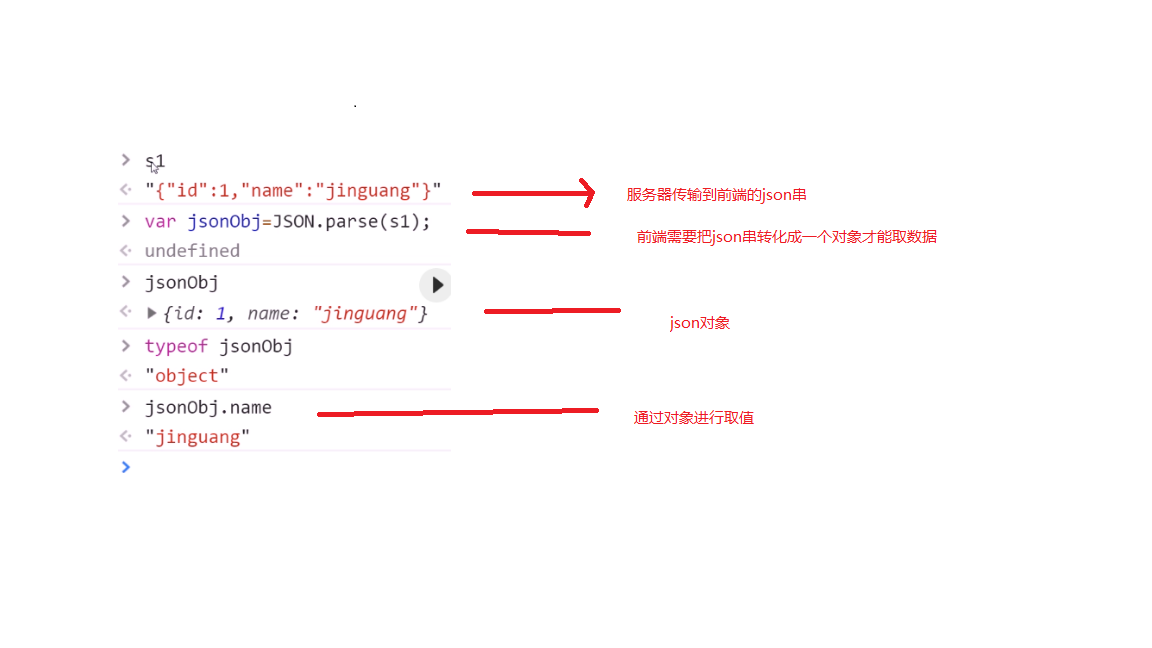 s1
"{"id":1,"name":"jinguang"}"
服务器传输到前端的json串
var jsonObj=JSON.parse(s1);
前端需要把json串转化成一个对象才能取数据
undefined
jsonObj
{id: 1, name: "jinguang"}
json对象
typeof jsonObj
"object"
jsonObj.name
通过对象进行取值
"jinguang"